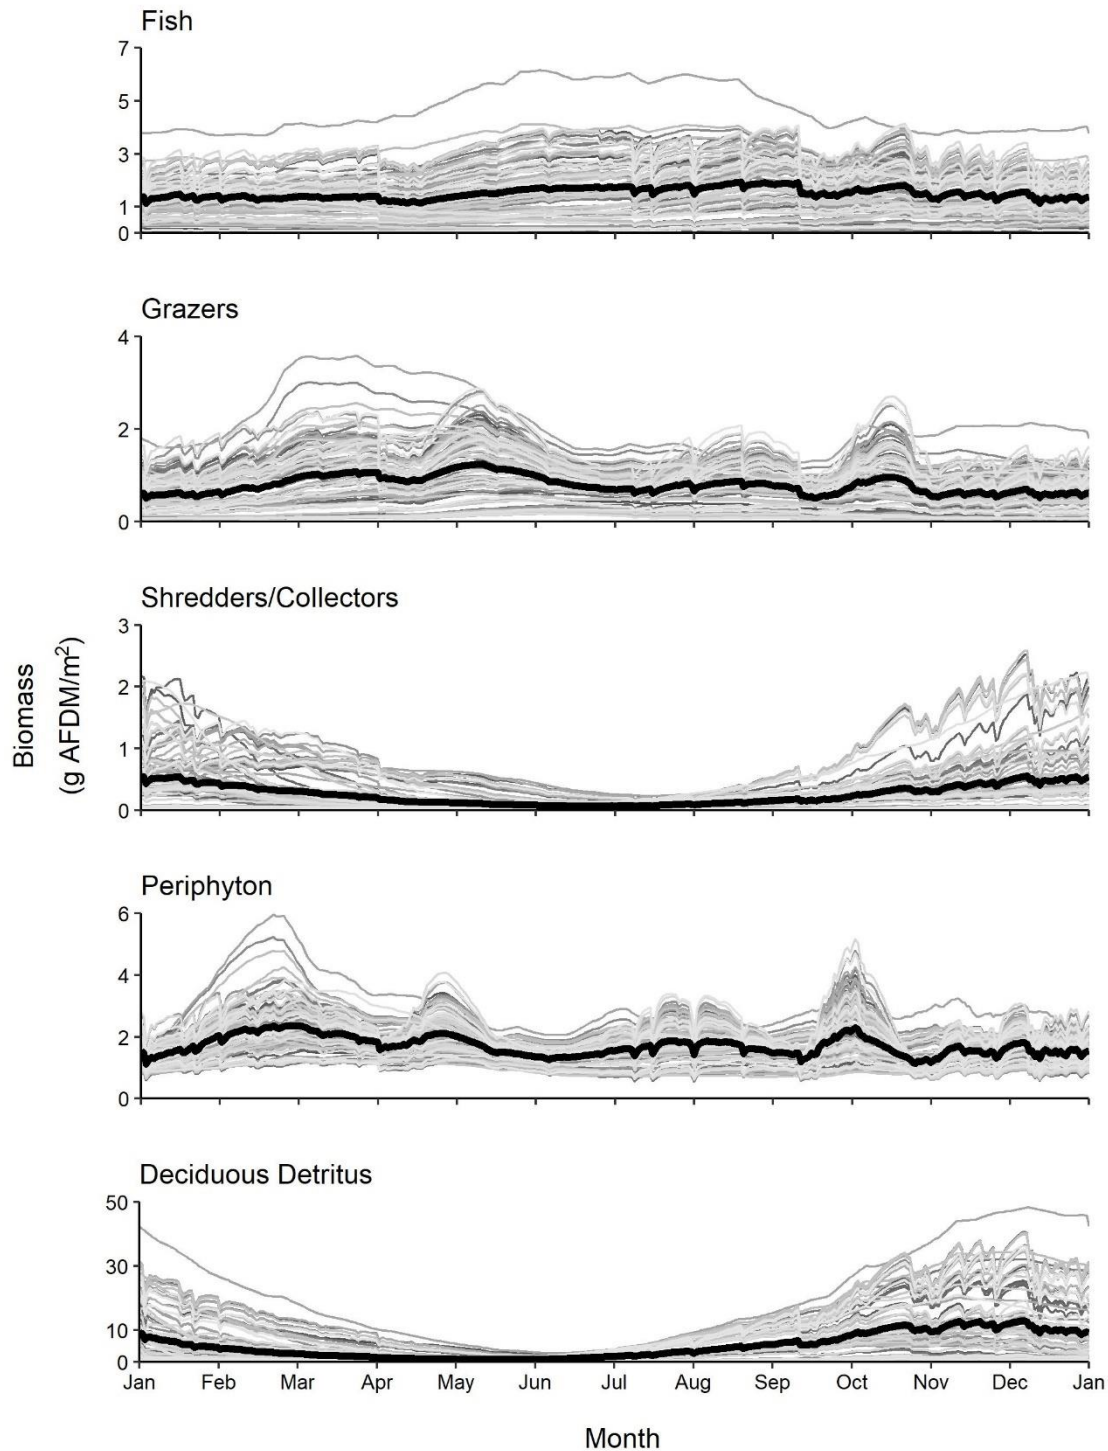 Fish
7
5
3
1
0
Grazers
4
2
0
Shredders/Collectors
3
2
1
0
Biomass
(g AFDM/m²)
Periphyton
6
4
2
0
Deciduous Detritus
50
30
10
0
Jan Feb Mar Apr May Jun Jul Aug Sep Oct Nov Dec Jan
Month